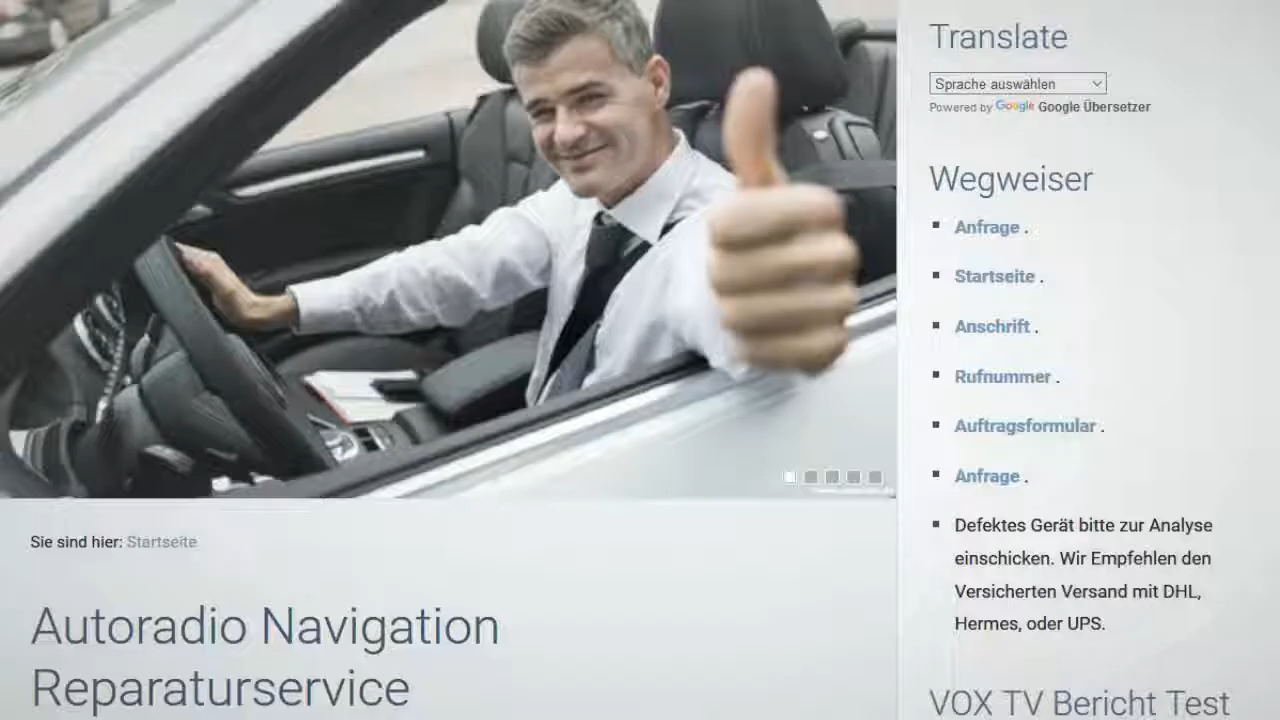 Translate
Sprache auswählen
Powered by Google Google Übersetzer
Wegweiser
Anfrage .
Startseite .
Anschrift .
Rufnummer .
Auftragsformular .
Anfrage .
Defektes Gerät bitte zur Analyse
einschicken. Wir Empfehlen den
Versicherten Versand mit DHL,
Hermes, oder UPS.
VOX TV Bericht Test
Sie sind hier: Startseite
Autoradio Navigation
Reparaturservice